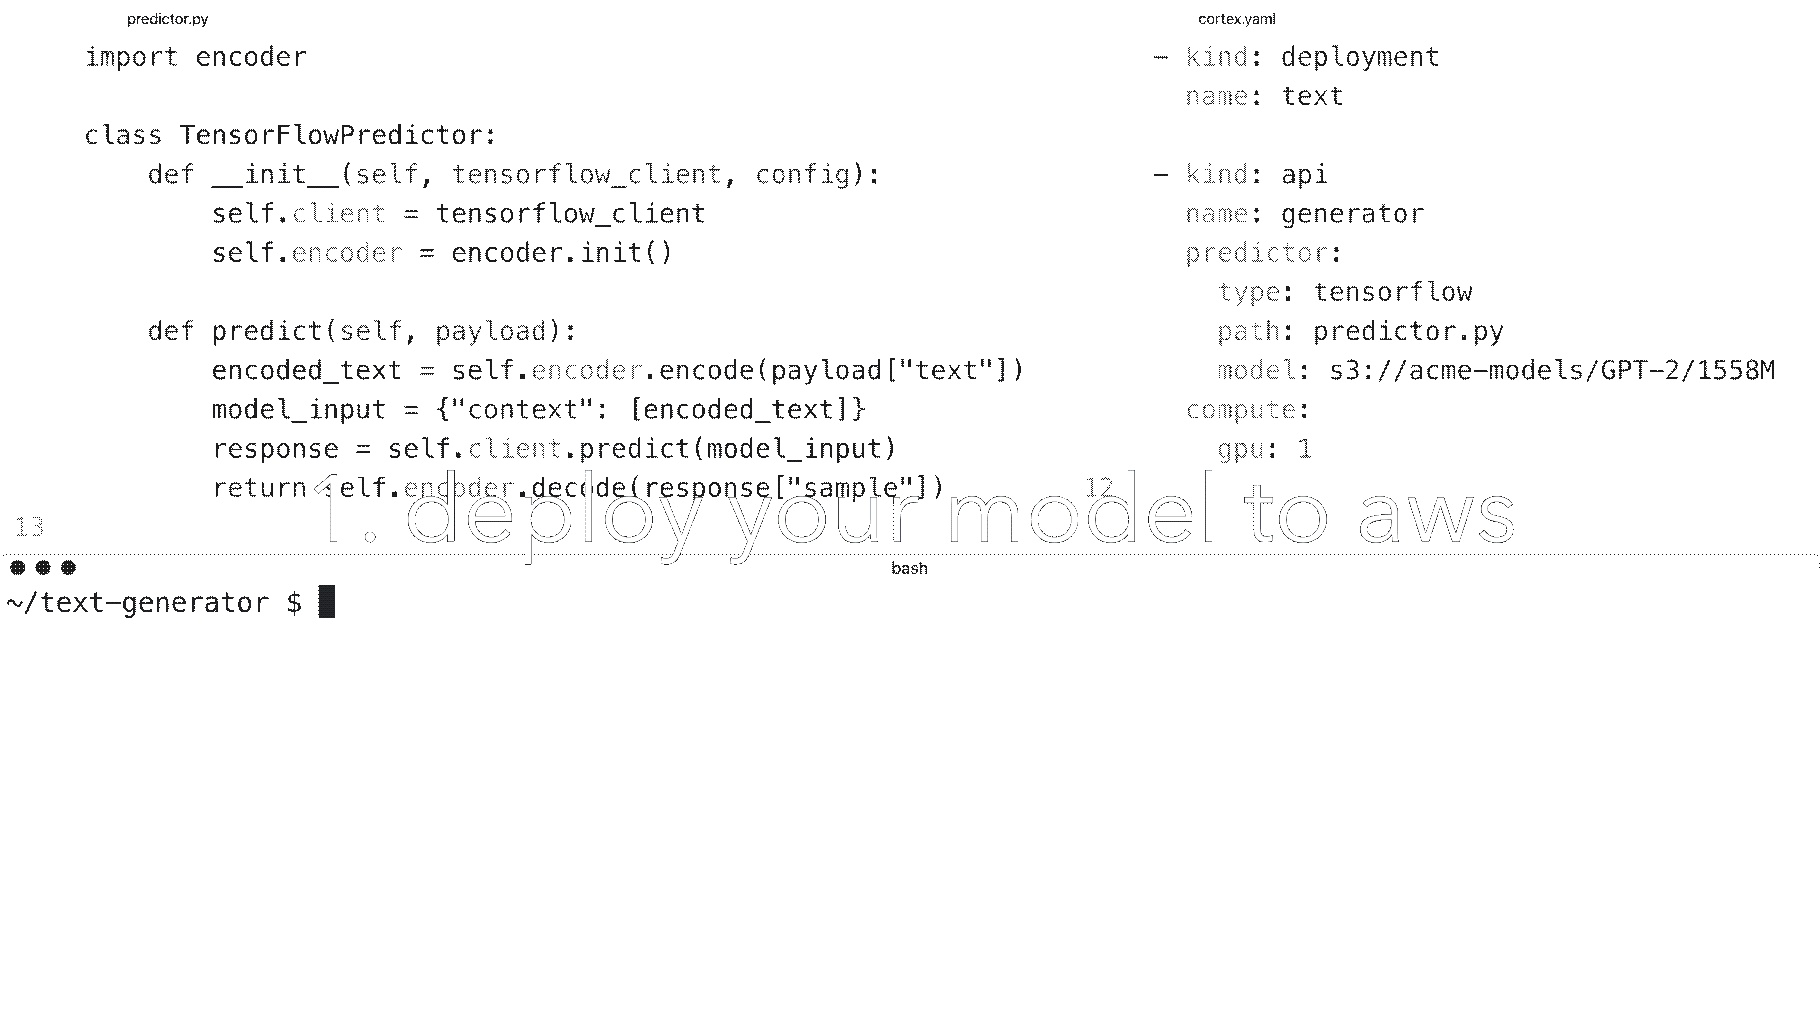 predictor.py
import encoder
class TensorFlowPredictor:
def __init__(self, tensorflow_client, config):
self.client = tensorflow_client
self.encoder = encoder.init()
def predict(self, payload):
encoded_text = self.encoder.encode(payload["text"])
model_input = {"context": [encoded_text]}
response = self.client.predict(model_input)
return self.encoder.decode(response["sample"])
13
cortex.yaml
- kind: deployment
name: text
- kind: api
name: generator
predictor:
type: tensorflow
path: predictor.py
model: s3://acme-models/GPT-2/1558M
compute:
gpu: 1
12
1. deploy your model to aws
bash
~/text-generator $